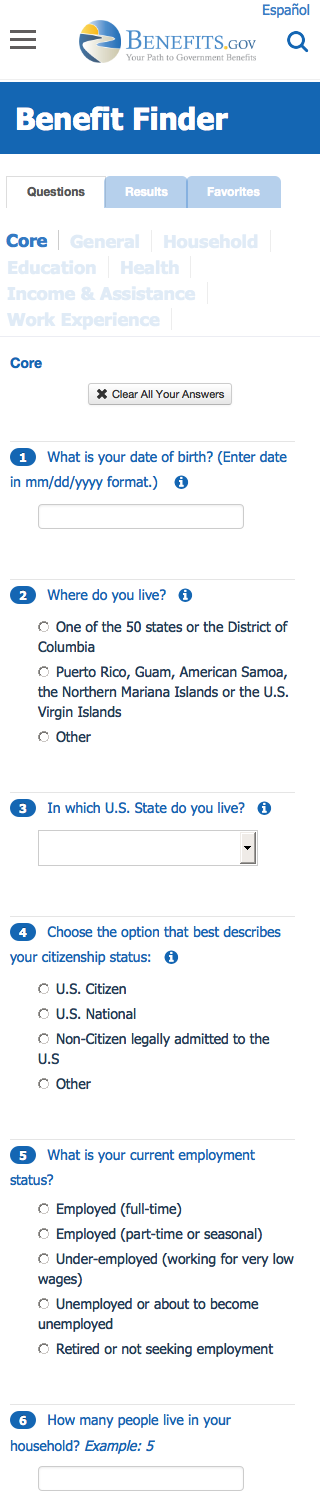 Español
BENEFITS.GOV
Your Path to Government Benefits
Benefit Finder
Questions
Results
Favorites
Core
General
Household
Education
Health
Income & Assistance
Work Experience
Core
Clear All Your Answers
1 What is your date of birth? (Enter date
in mm/dd/yyyy format.)
2 Where do you live?
One of the 50 states or the District of
Columbia
Puerto Rico, Guam, American Samoa,
the Northern Mariana Islands or the U.S.
Virgin Islands
Other
3 In which U.S. State do you live?
4 Choose the option that best describes
your citizenship status:
U.S. Citizen
U.S. National
Non-Citizen legally admitted to the
U.S
Other
5 What is your current employment
status?
Employed (full-time)
Employed (part-time or seasonal)
Under-employed (working for very low
wages)
Unemployed or about to become
unemployed
Retired or not seeking employment
6 How many people live in your
household? Example: 5